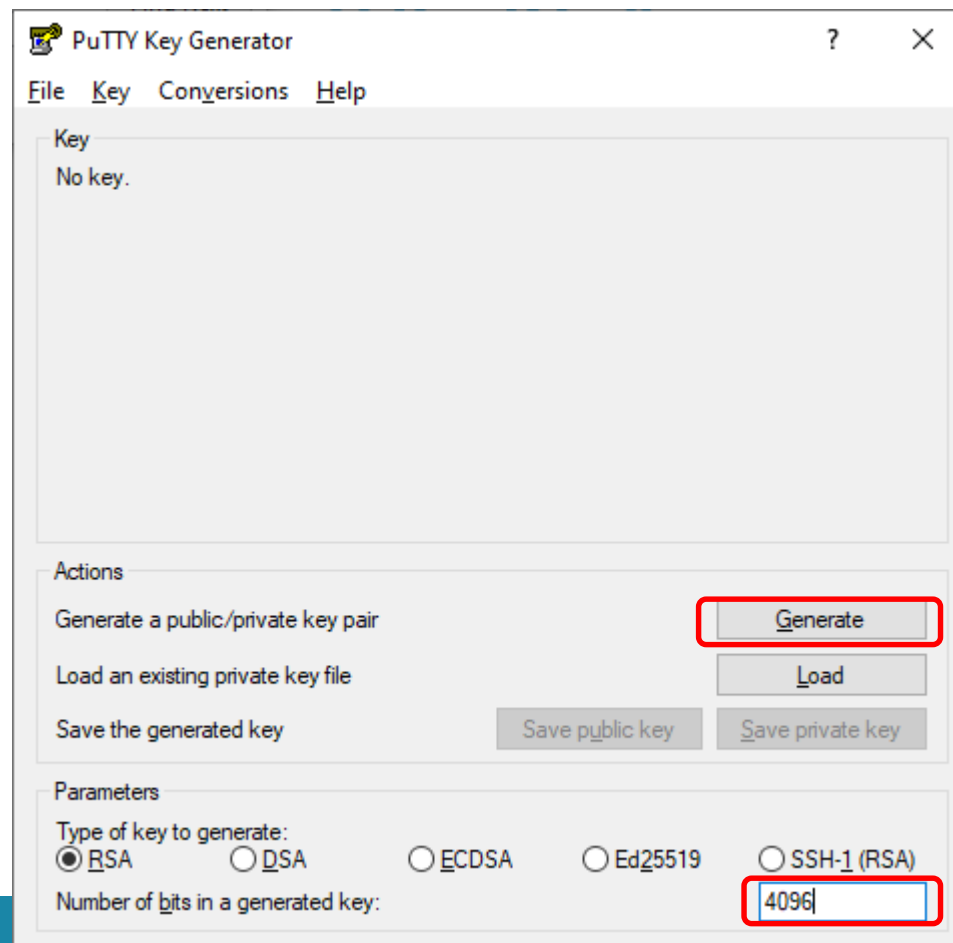 PuTTY Key Generator
? ×
File Key Conversions Help
Key
No key.
Actions
Generate a public/private key pair Generate
Load an existing private key file Load
Save the generated key Save public key Save private key
Parameters
Type of key to generate:
RSA DSA ECDSA Ed25519 SSH-1 (RSA)
Number of bits in a generated key: 4096